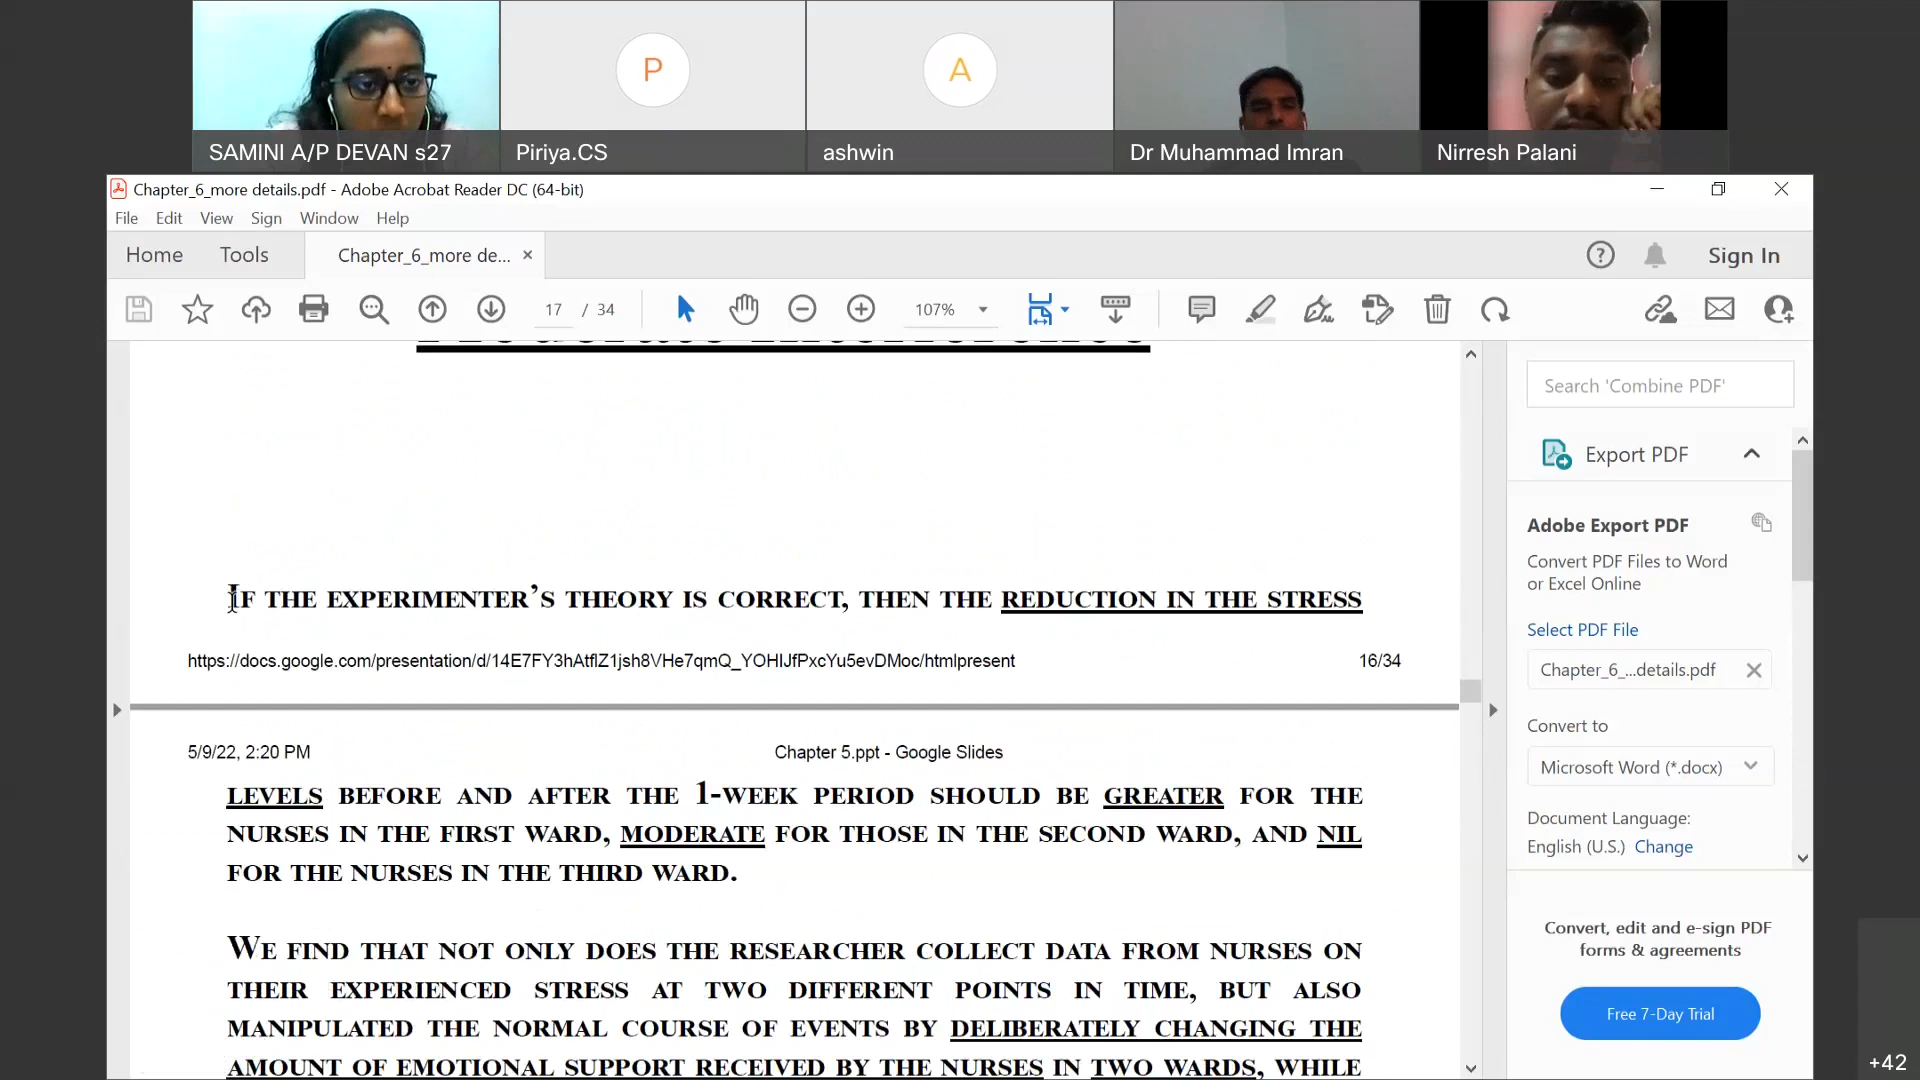 P
A
SAMINI A/P DEVAN s27
Piriya.CS
ashwin
Dr Muhammad Imran
Nirresh Palani
Chapter_6_more details.pdf - Adobe Acrobat Reader DC (64-bit)
File Edit View Sign Window Help
Home Tools Chapter_6_more de... × Sign In
17 / 34 107%
IF THE EXPERIMENTER’S THEORY IS CORRECT, THEN THE REDUCTION IN THE STRESS
https://docs.google.com/presentation/d/14E7FY3hAtflZ1jsh8VHe7qmQ_YOHIJfPxcYu5evDMoc/htmlpresent 16/34
5/9/22, 2:20 PM Chapter 5.ppt - Google Slides
LEVELS BEFORE AND AFTER THE 1-WEEK PERIOD SHOULD BE GREATER FOR THE
NURSES IN THE FIRST WARD, MODERATE FOR THOSE IN THE SECOND WARD, AND NIL
FOR THE NURSES IN THE THIRD WARD.
WE FIND THAT NOT ONLY DOES THE RESEARCHER COLLECT DATA FROM NURSES ON
THEIR EXPERIENCED STRESS AT TWO DIFFERENT POINTS IN TIME, BUT ALSO
MANIPULATED THE NORMAL COURSE OF EVENTS BY DELIBERATELY CHANGING THE
AMOUNT OF EMOTIONAL SUPPORT RECEIVED BY THE NURSES IN TWO WARDS, WHILE
Search 'Combine PDF'
Export PDF
Adobe Export PDF
Convert PDF Files to Word
or Excel Online
Select PDF File
Chapter_6_...details.pdf
Convert to
Microsoft Word (*.docx)
Document Language:
English (U.S.) Change
Convert, edit and e-sign PDF
forms & agreements
Free 7-Day Trial
+42